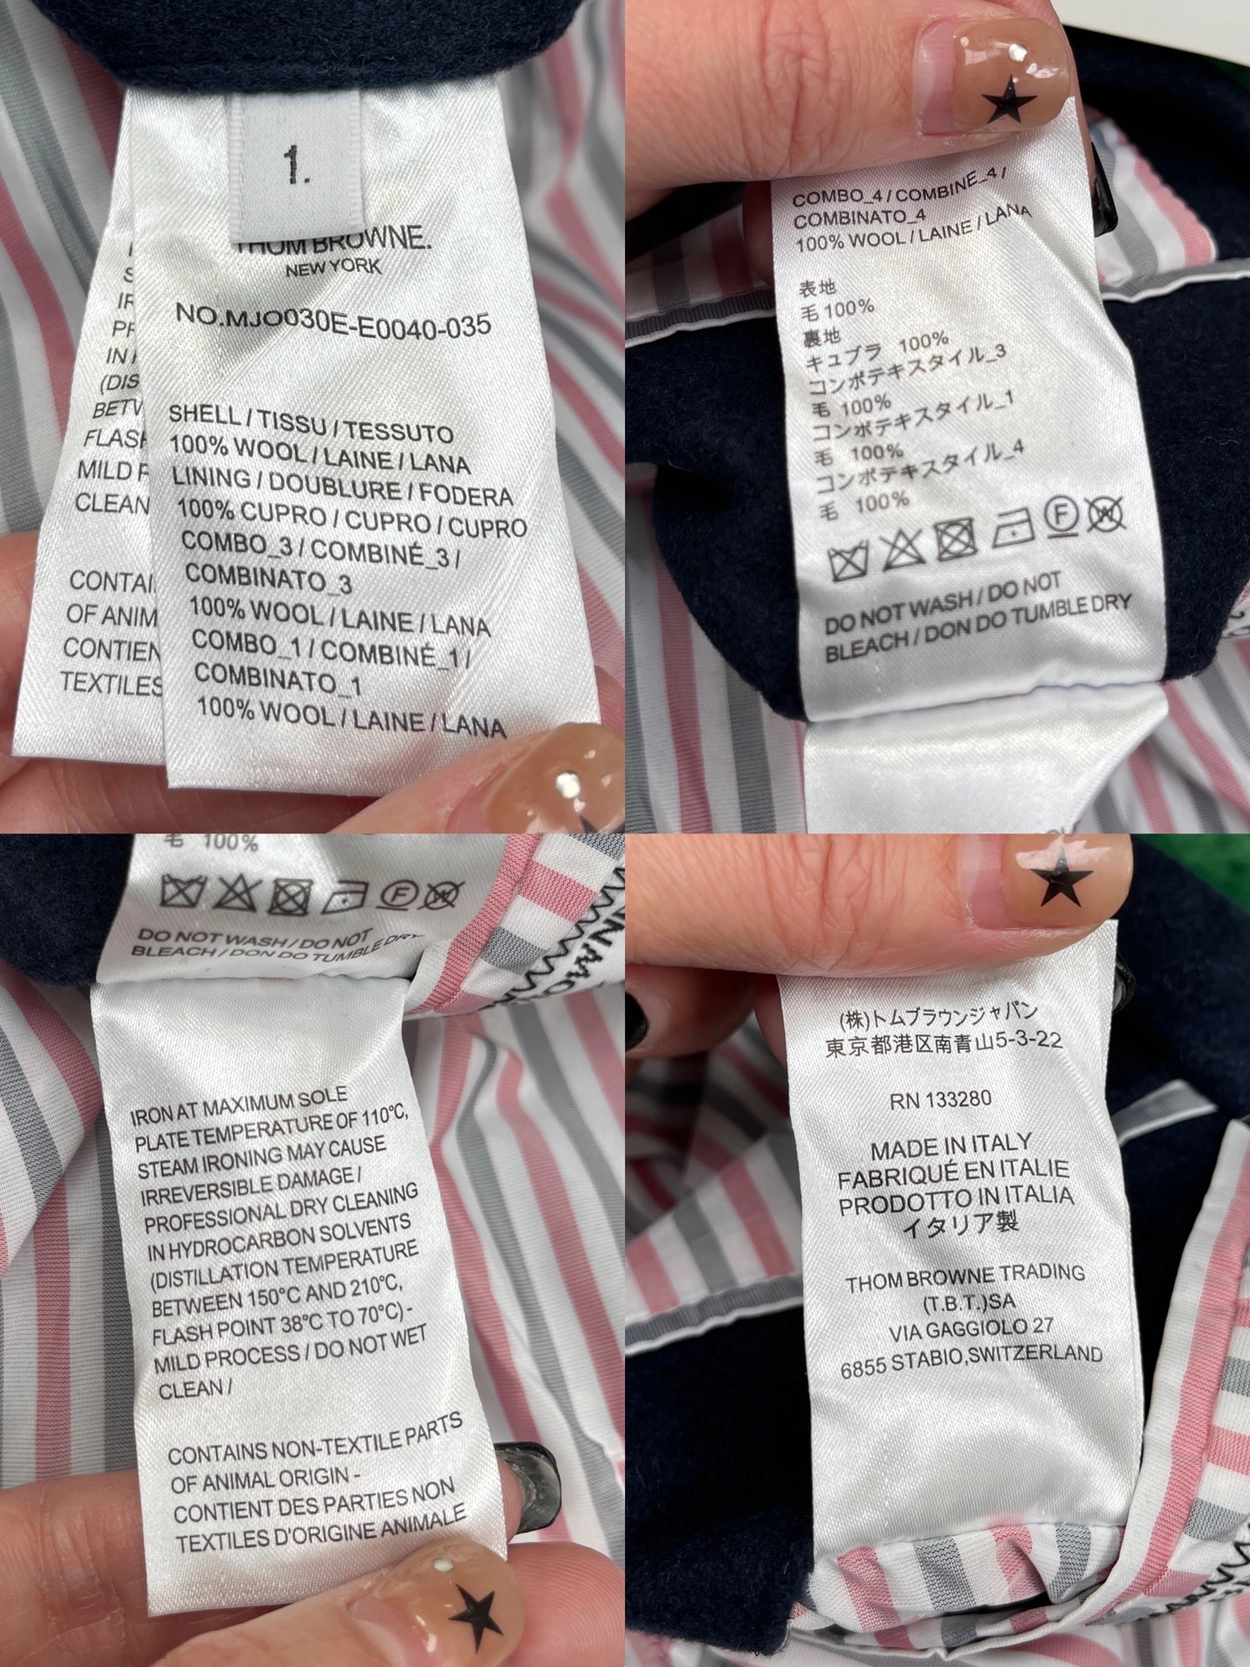 1.
THOM BROWNE.
NEW YORK
NO.MJO030E-E0040-035
SHELL / TISSU / TESSUTO
100% WOOL / LAINE / LANA
LINING / DOUBLURE / FODERA
100% CUPRO / CUPRO / CUPRO
COMBO_3 / COMBINÉ_3 /
COMBINATO_3
100% WOOL / LAINE / LANA
COMBO_1 / COMBINÉ_1 /
COMBINATO_1
100% WOOL / LAINE / LANA
MILD
CLEAN
OF ANIM
CONTIEN
TEXTILES
COMBO_4 / COMBINE_4 /
COMBINATO_4
100% WOOL / LAINE / LANA
表地
毛 100%
裏地
キュプラ 100%
コンポテキスタイル_3
毛 100%
コンポテキスタイル_1
毛 100%
コンポテキスタイル_4
毛 100%
F W
DO NOT WASH / DO NOT
BLEACH / DON DO TUMBLE DRY
毛 100%
F W
DO NOT WASH / DO NOT
BLEACH / DON DO TUMBLE DRY
IRON AT MAXIMUM SOLE
PLATE TEMPERATURE OF 110°C,
STEAM IRONING MAY CAUSE
IRREVERSIBLE DAMAGE /
PROFESSIONAL DRY CLEANING
IN HYDROCARBON SOLVENTS
(DISTILLATION TEMPERATURE
BETWEEN 150°C AND 210°C,
FLASH POINT 38°C TO 70°C) -
MILD PROCESS / DO NOT WET
CLEAN /
CONTAINS NON-TEXTILE PARTS
OF ANIMAL ORIGIN -
CONTIENT DES PARTIES NON
TEXTILES D'ORIGINE ANIMALE
(株)トムブラウンジャパン
東京都港区南青山5-3-22
RN 133280
MADE IN ITALY
FABRIQUÉ EN ITALIE
PRODOTTO IN ITALIA
イタリア製
THOM BROWNE TRADING
(T.B.T.)SA
VIA GAGGIOLO 27
6855 STABIO,SWITZERLAND